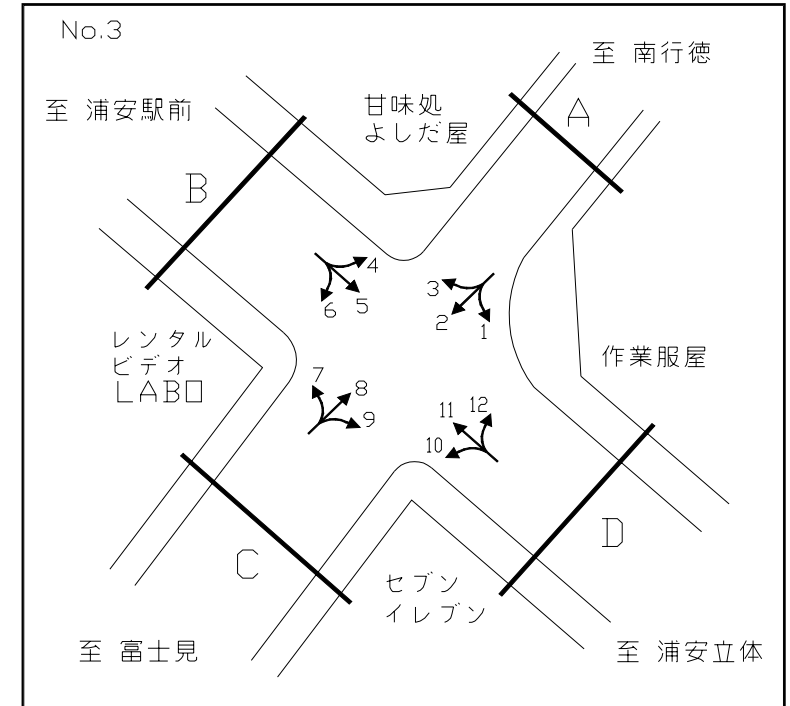 No.3
至 南行徳
至 浦安駅前
甘味処
よしだ屋
A
B
4
5
6
3
2
1
レンタル
ビデオ
LABO
作業服屋
7
8
9
11
12
10
C
D
セブン
イレブン
至 富士見
至 浦安立体